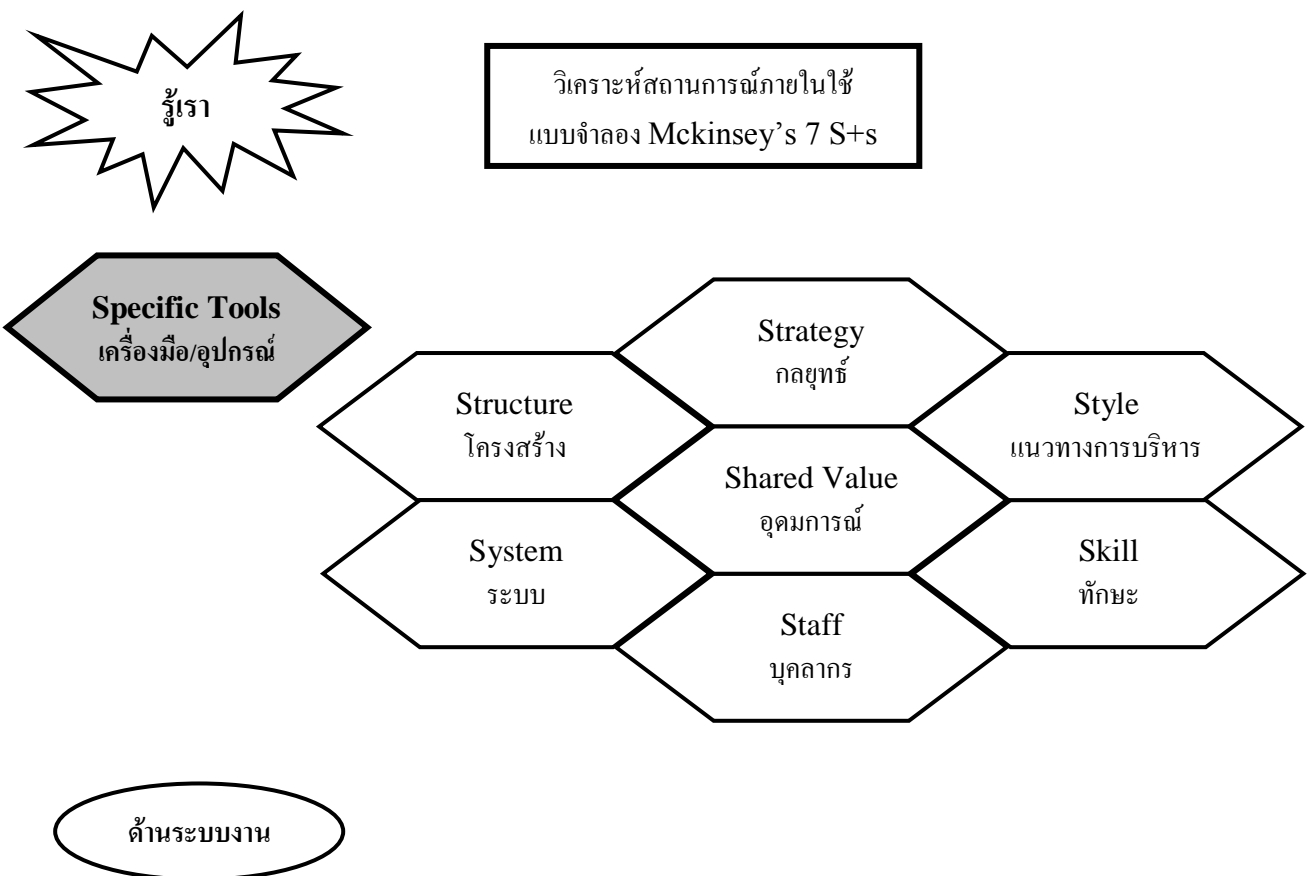 รู้เรา
วิเคราะห์สถานการณ์ภายในใช้
แบบจำลอง Mckinsey’s 7 S+s
Specific Tools
เครื่องมือ/อุปกรณ์
Strategy
กลยุทธ์
Structure
โครงสร้าง
Style
แนวทางการบริหาร
Shared Value
อุดมการณ์
System
ระบบ
Skill
ทักษะ
Staff
บุคลากร
ด้านระบบงาน